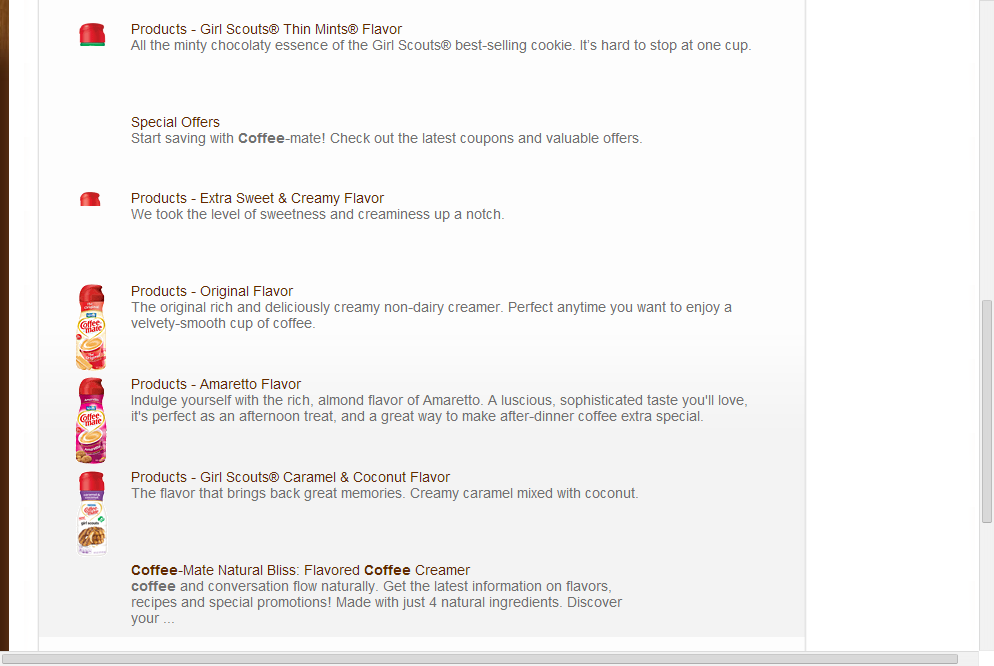 Products - Girl Scouts® Thin Mints® Flavor
All the minty chocolaty essence of the Girl Scouts® best-selling cookie. It’s hard to stop at one cup.
Special Offers
Start saving with Coffee-mate! Check out the latest coupons and valuable offers.
Products - Extra Sweet & Creamy Flavor
We took the level of sweetness and creaminess up a notch.
Products - Original Flavor
The original rich and deliciously creamy non-dairy creamer. Perfect anytime you want to enjoy a
velvety-smooth cup of coffee.
Coffee
mate
Products - Amaretto Flavor
Indulge yourself with the rich, almond flavor of Amaretto. A luscious, sophisticated taste you'll love,
it's perfect as an afternoon treat, and a great way to make after-dinner coffee extra special.
Coffee
mate
Products - Girl Scouts® Caramel & Coconut Flavor
The flavor that brings back great memories. Creamy caramel mixed with coconut.
Coffee
mate
girl scouts
Coffee-Mate Natural Bliss: Flavored Coffee Creamer
coffee and conversation flow naturally. Get the latest information on flavors,
recipes and special promotions! Made with just 4 natural ingredients. Discover
your ...